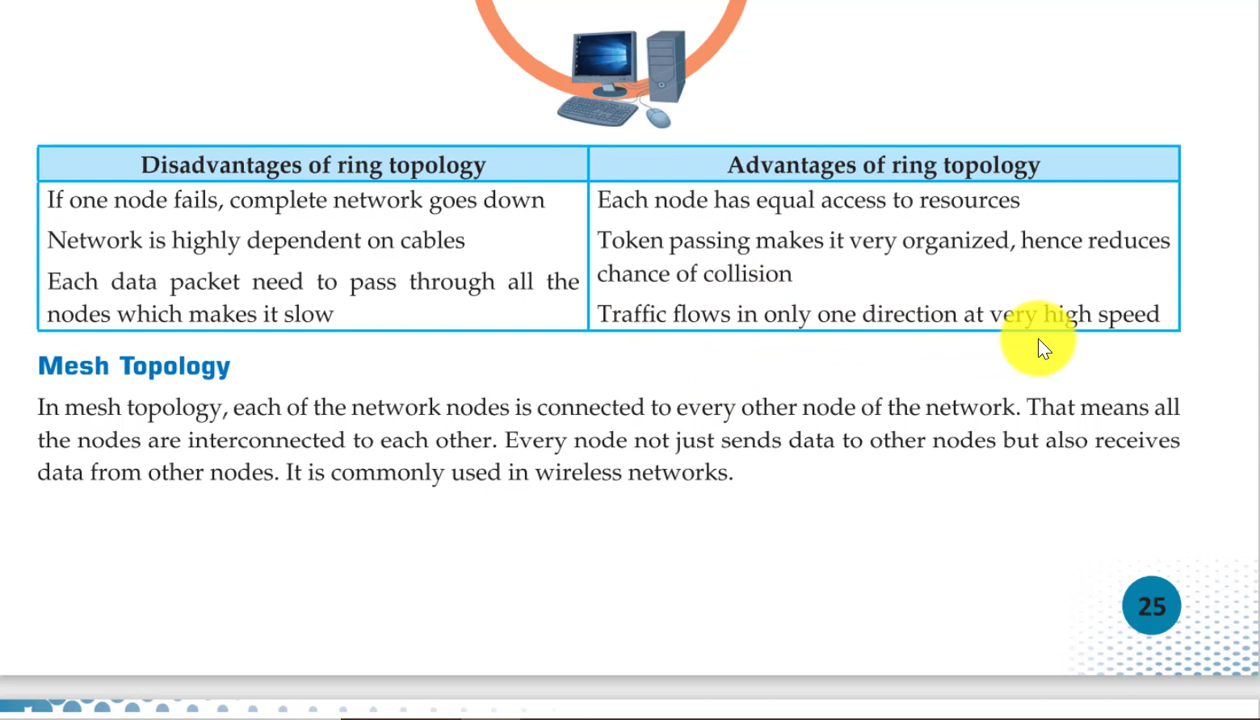 Disadvantages of ring topology
Advantages of ring topology
If one node fails, complete network goes down
Network is highly dependent on cables
Each data packet need to pass through all the
nodes which makes it slow
Each node has equal access to resources
Token passing makes it very organized, hence reduces
chance of collision
Traffic flows in only one direction at very high speed
Mesh Topology
In mesh topology, each of the network nodes is connected to every other node of the network. That means all
the nodes are interconnected to each other. Every node not just sends data to other nodes but also receives
data from other nodes. It is commonly used in wireless networks.
25